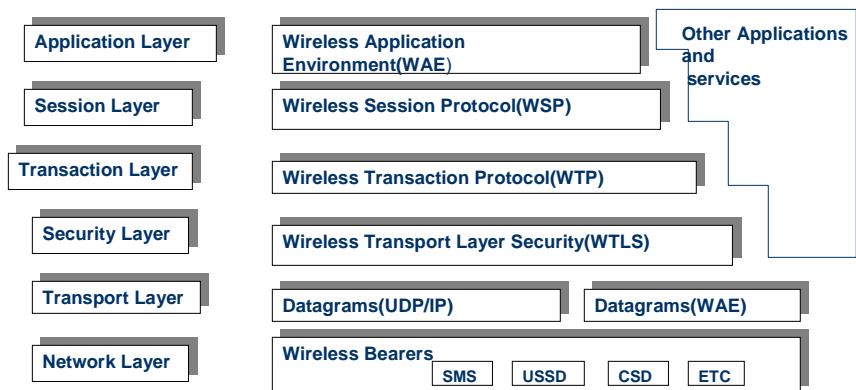 Application Layer
Wireless Application
Environment(WAE)
Other Applications
and
services
Session Layer
Wireless Session Protocol(WSP)
Transaction Layer
Wireless Transaction Protocol(WTP)
Security Layer
Wireless Transport Layer Security(WTLS)
Transport Layer
Datagrams(UDP/IP)
Datagrams(WAE)
Network Layer
Wireless Bearers
SMS
USSD
CSD
ETC